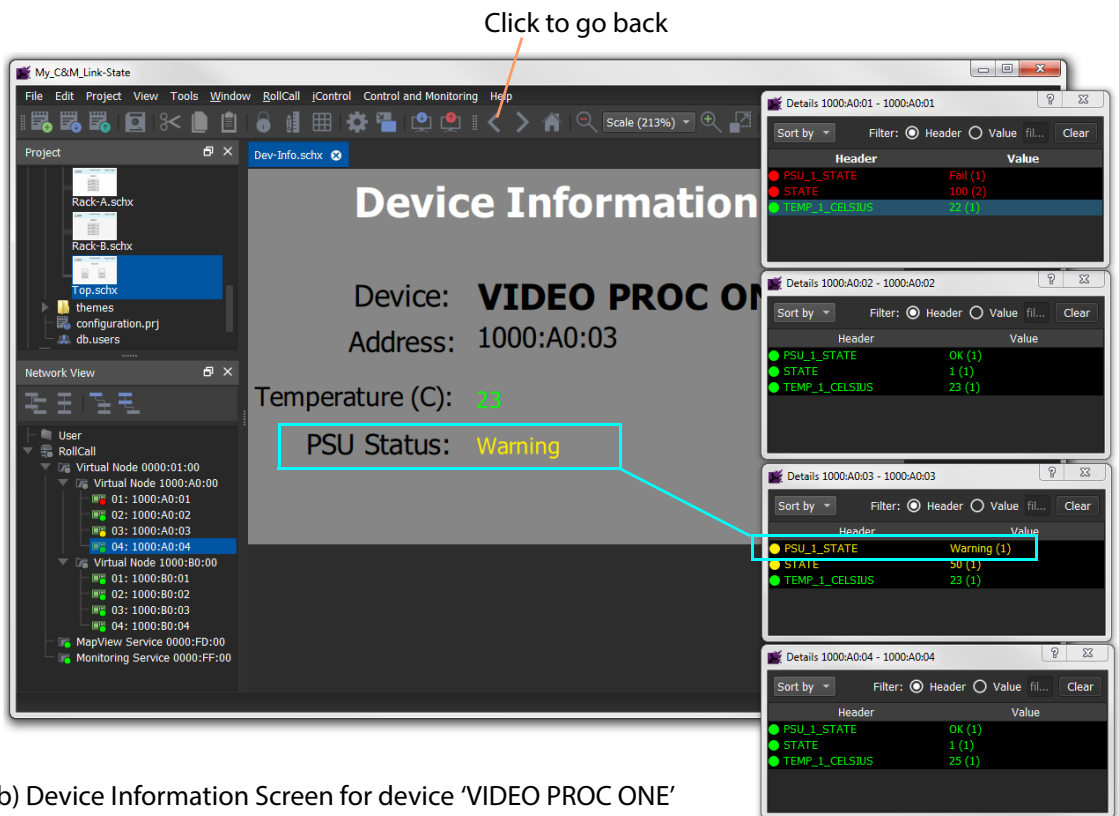 Click to go back
My_C&M_Link-State
File Edit Project View Tools Window RollCall jControl Control and Monitoring Help
Scale (213%)
Project
Rack-A.schx
Rack-B.schx
Top.schx
themes
configuration.prj
db.users
Network View
User
RollCall
Virtual Node 0000:01:00
Virtual Node 1000:A0:00
01: 1000:A0:01
02: 1000:A0:02
03: 1000:A0:03
04: 1000:A0:04
Virtual Node 1000:B0:00
01: 1000:B0:01
02: 1000:B0:02
03: 1000:B0:03
04: 1000:B0:04
MapView Service 0000:FD:00
Monitoring Service 0000:FF:00
Dev-Info.schx
Device Information
Device: VIDEO PROC ON
Address: 1000:A0:03
Temperature (C): 23
PSU Status: Warning
Details 1000:A0:01 - 1000:A0:01
Sort by Filter: Header Value fil... Clear
Header Value
PSU_1_STATE Fail (1)
STATE 100 (2)
TEMP_1_CELSIUS 22 (1)
Details 1000:A0:02 - 1000:A0:02
Sort by Filter: Header Value fil... Clear
Header Value
PSU_1_STATE OK (1)
STATE 1 (1)
TEMP_1_CELSIUS 23 (1)
Details 1000:A0:03 - 1000:A0:03
Sort by Filter: Header Value fil... Clear
Header Value
PSU_1_STATE Warning (1)
STATE 50 (1)
TEMP_1_CELSIUS 23 (1)
Details 1000:A0:04 - 1000:A0:04
Sort by Filter: Header Value fil... Clear
Header Value
PSU_1_STATE OK (1)
STATE 1 (1)
TEMP_1_CELSIUS 25 (1)
b) Device Information Screen for device ‘VIDEO PROC ONE’